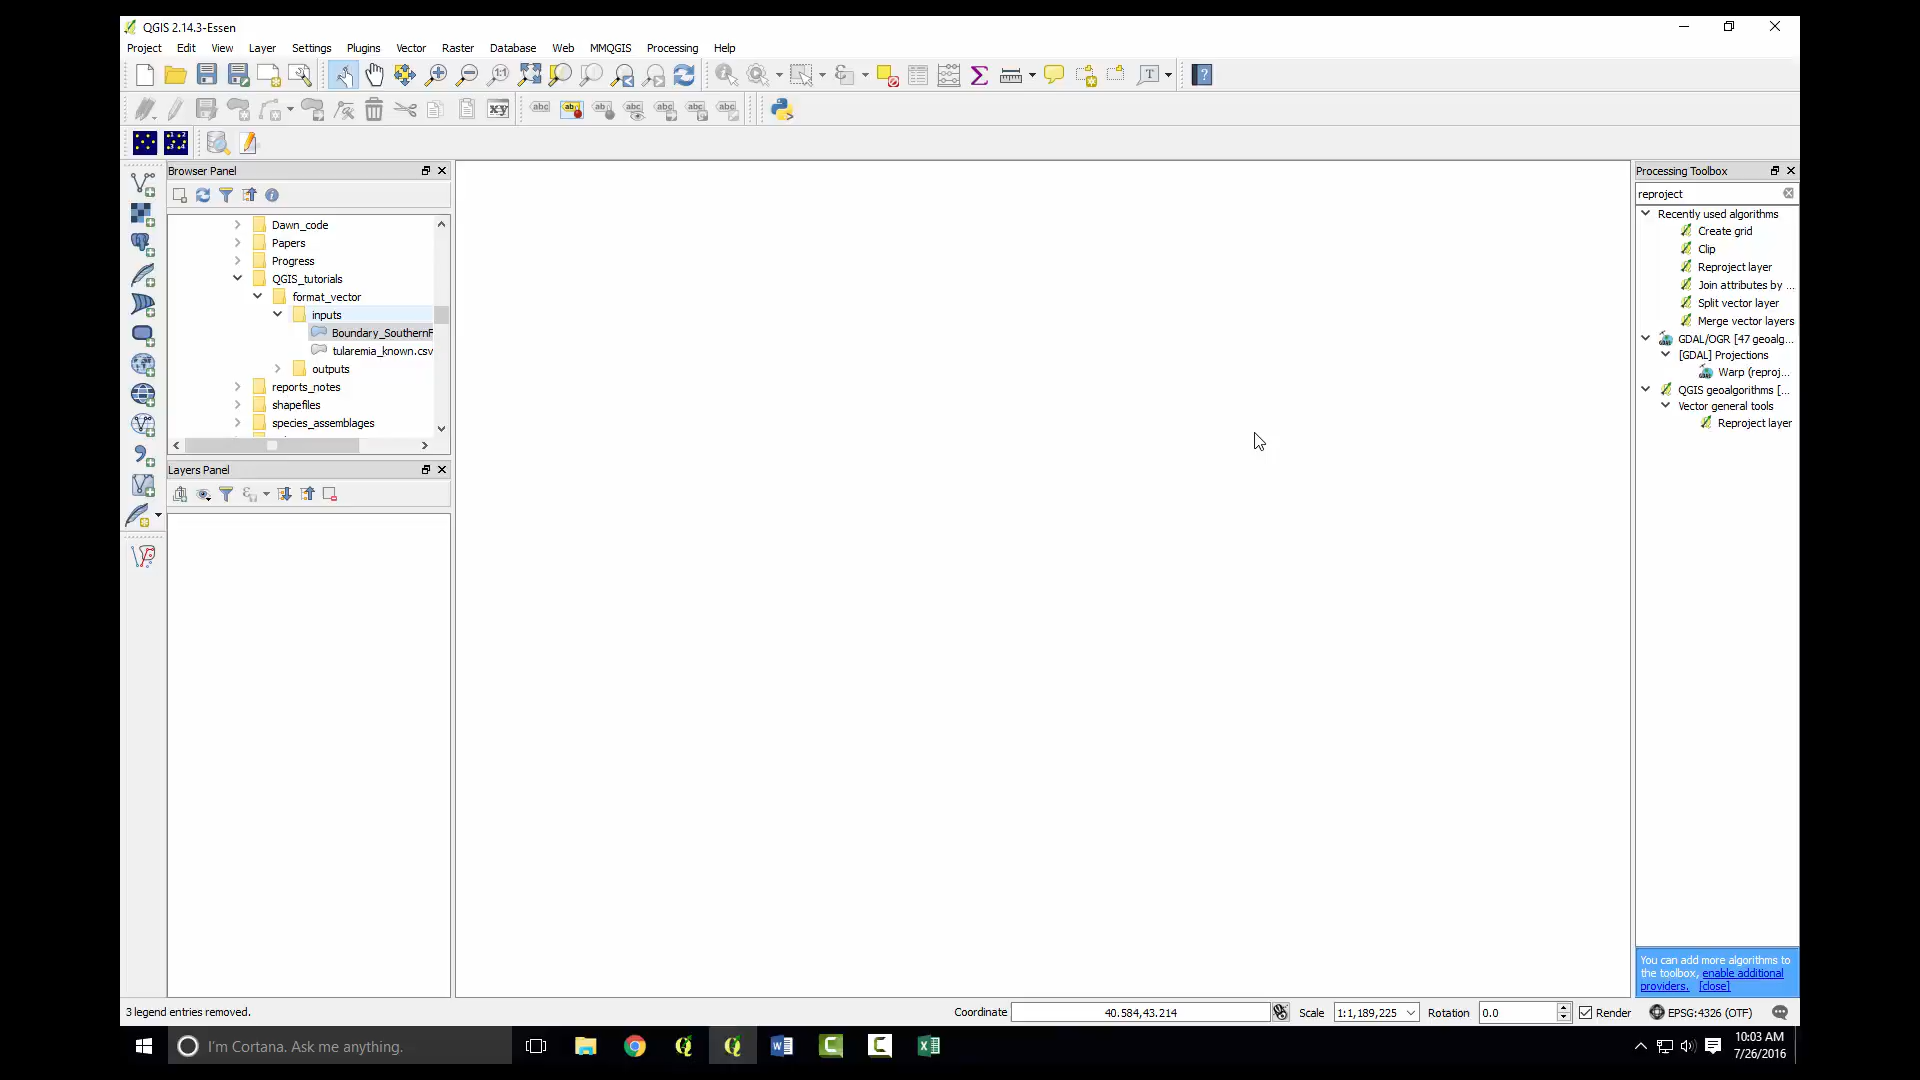 QGIS 2.14.3-Essen
Project Edit View Layer Settings Plugins Vector Raster Database Web MMQGIS Processing Help
Browser Panel
Dawn_code
Papers
Progress
QGIS_tutorials
format_vector
inputs
Boundary_SouthernF
tularemia_known.csv
outputs
reports_notes
shapefiles
species_assemblages
Layers Panel
Processing Toolbox
reproject
Recently used algorithms
Create grid
Clip
Reproject layer
Join attributes by ...
Split vector layer
Merge vector layers
GDAL/OGR [47 geoalg...
[GDAL] Projections
Warp (reproj...
QGIS geoalgorithms [...
Vector general tools
Reproject layer
You can add more algorithms to
the toolbox, enable additional
providers. [close]
3 legend entries removed.
Coordinate 40.584,43.214 Scale 1:1,189,225 Rotation 0.0 Render EPSG:4326 (OTF)
I'm Cortana. Ask me anything.
10:03 AM
7/26/2016